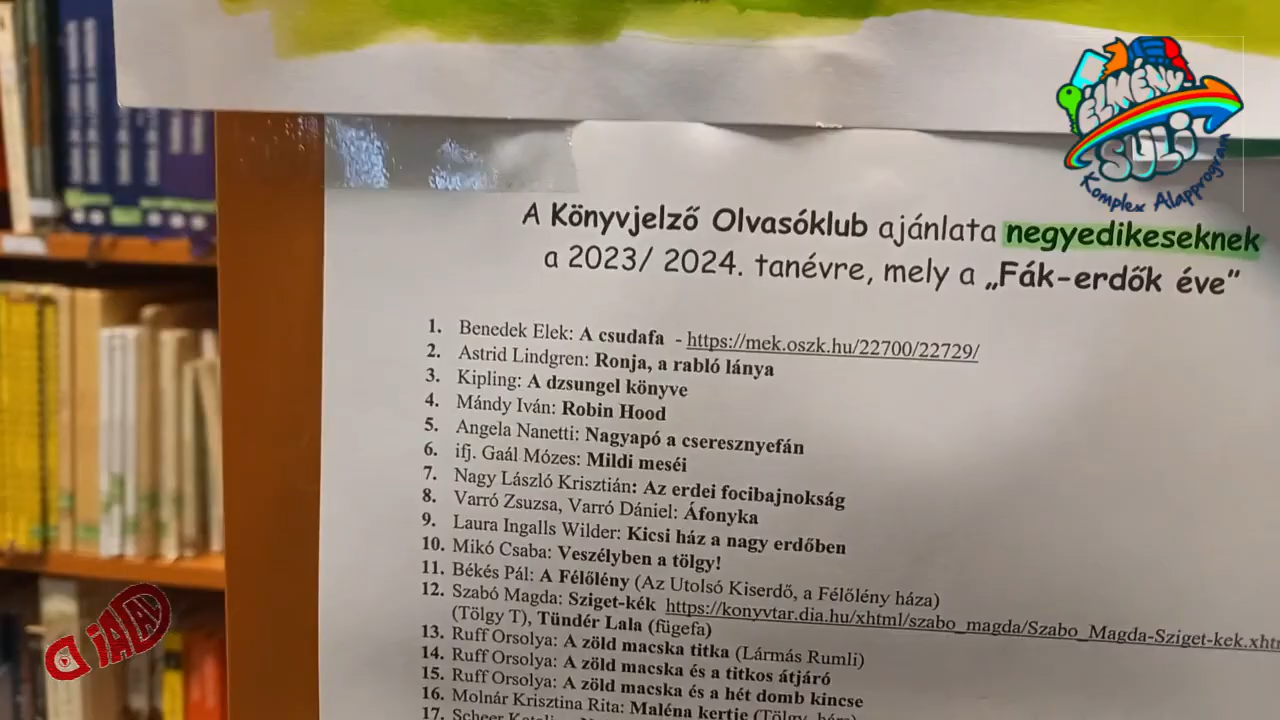 ÉLMÉNY-
SULI
Komplex Alapprogram
A Könyvjelző Olvasóklub ajánlata negyedikeseknek
a 2023/ 2024. tanévre, mely a „Fák-erdők éve”
1. Benedek Elek: A csudafa - https://mek.oszk.hu/22700/22729/
2. Astrid Lindgren: Ronja, a rabló lánya
3. Kipling: A dzsungel könyve
4. Mándy Iván: Robin Hood
5. Angela Nanetti: Nagyapó a cseresznyefán
6. ifj. Gaál Mózes: Mildi meséi
7. Nagy László Krisztián: Az erdei focibajnokság
8. Varró Zsuzsa, Varró Dániel: Áfonyka
9. Laura Ingalls Wilder: Kicsi ház a nagy erdőben
10. Mikó Csaba: Veszélyben a tölgy!
11. Békés Pál: A Félőlény (Az Utolsó Kiserdő, a Félőlény háza)
12. Szabó Magda: Sziget-kék https://konyvtar.dia.hu/xhtml/szabo_magda/Szabo_Magda-Sziget-kek.xhtm
(Tölgy T), Tündér Lala (fügefa)
13. Ruff Orsolya: A zöld macska titka (Lármás Rumli)
14. Ruff Orsolya: A zöld macska és a titkos átjáró
15. Ruff Orsolya: A zöld macska és a hét domb kincse
16. Molnár Krisztina Rita: Maléna kertje (Tölgy,
17. Scheer